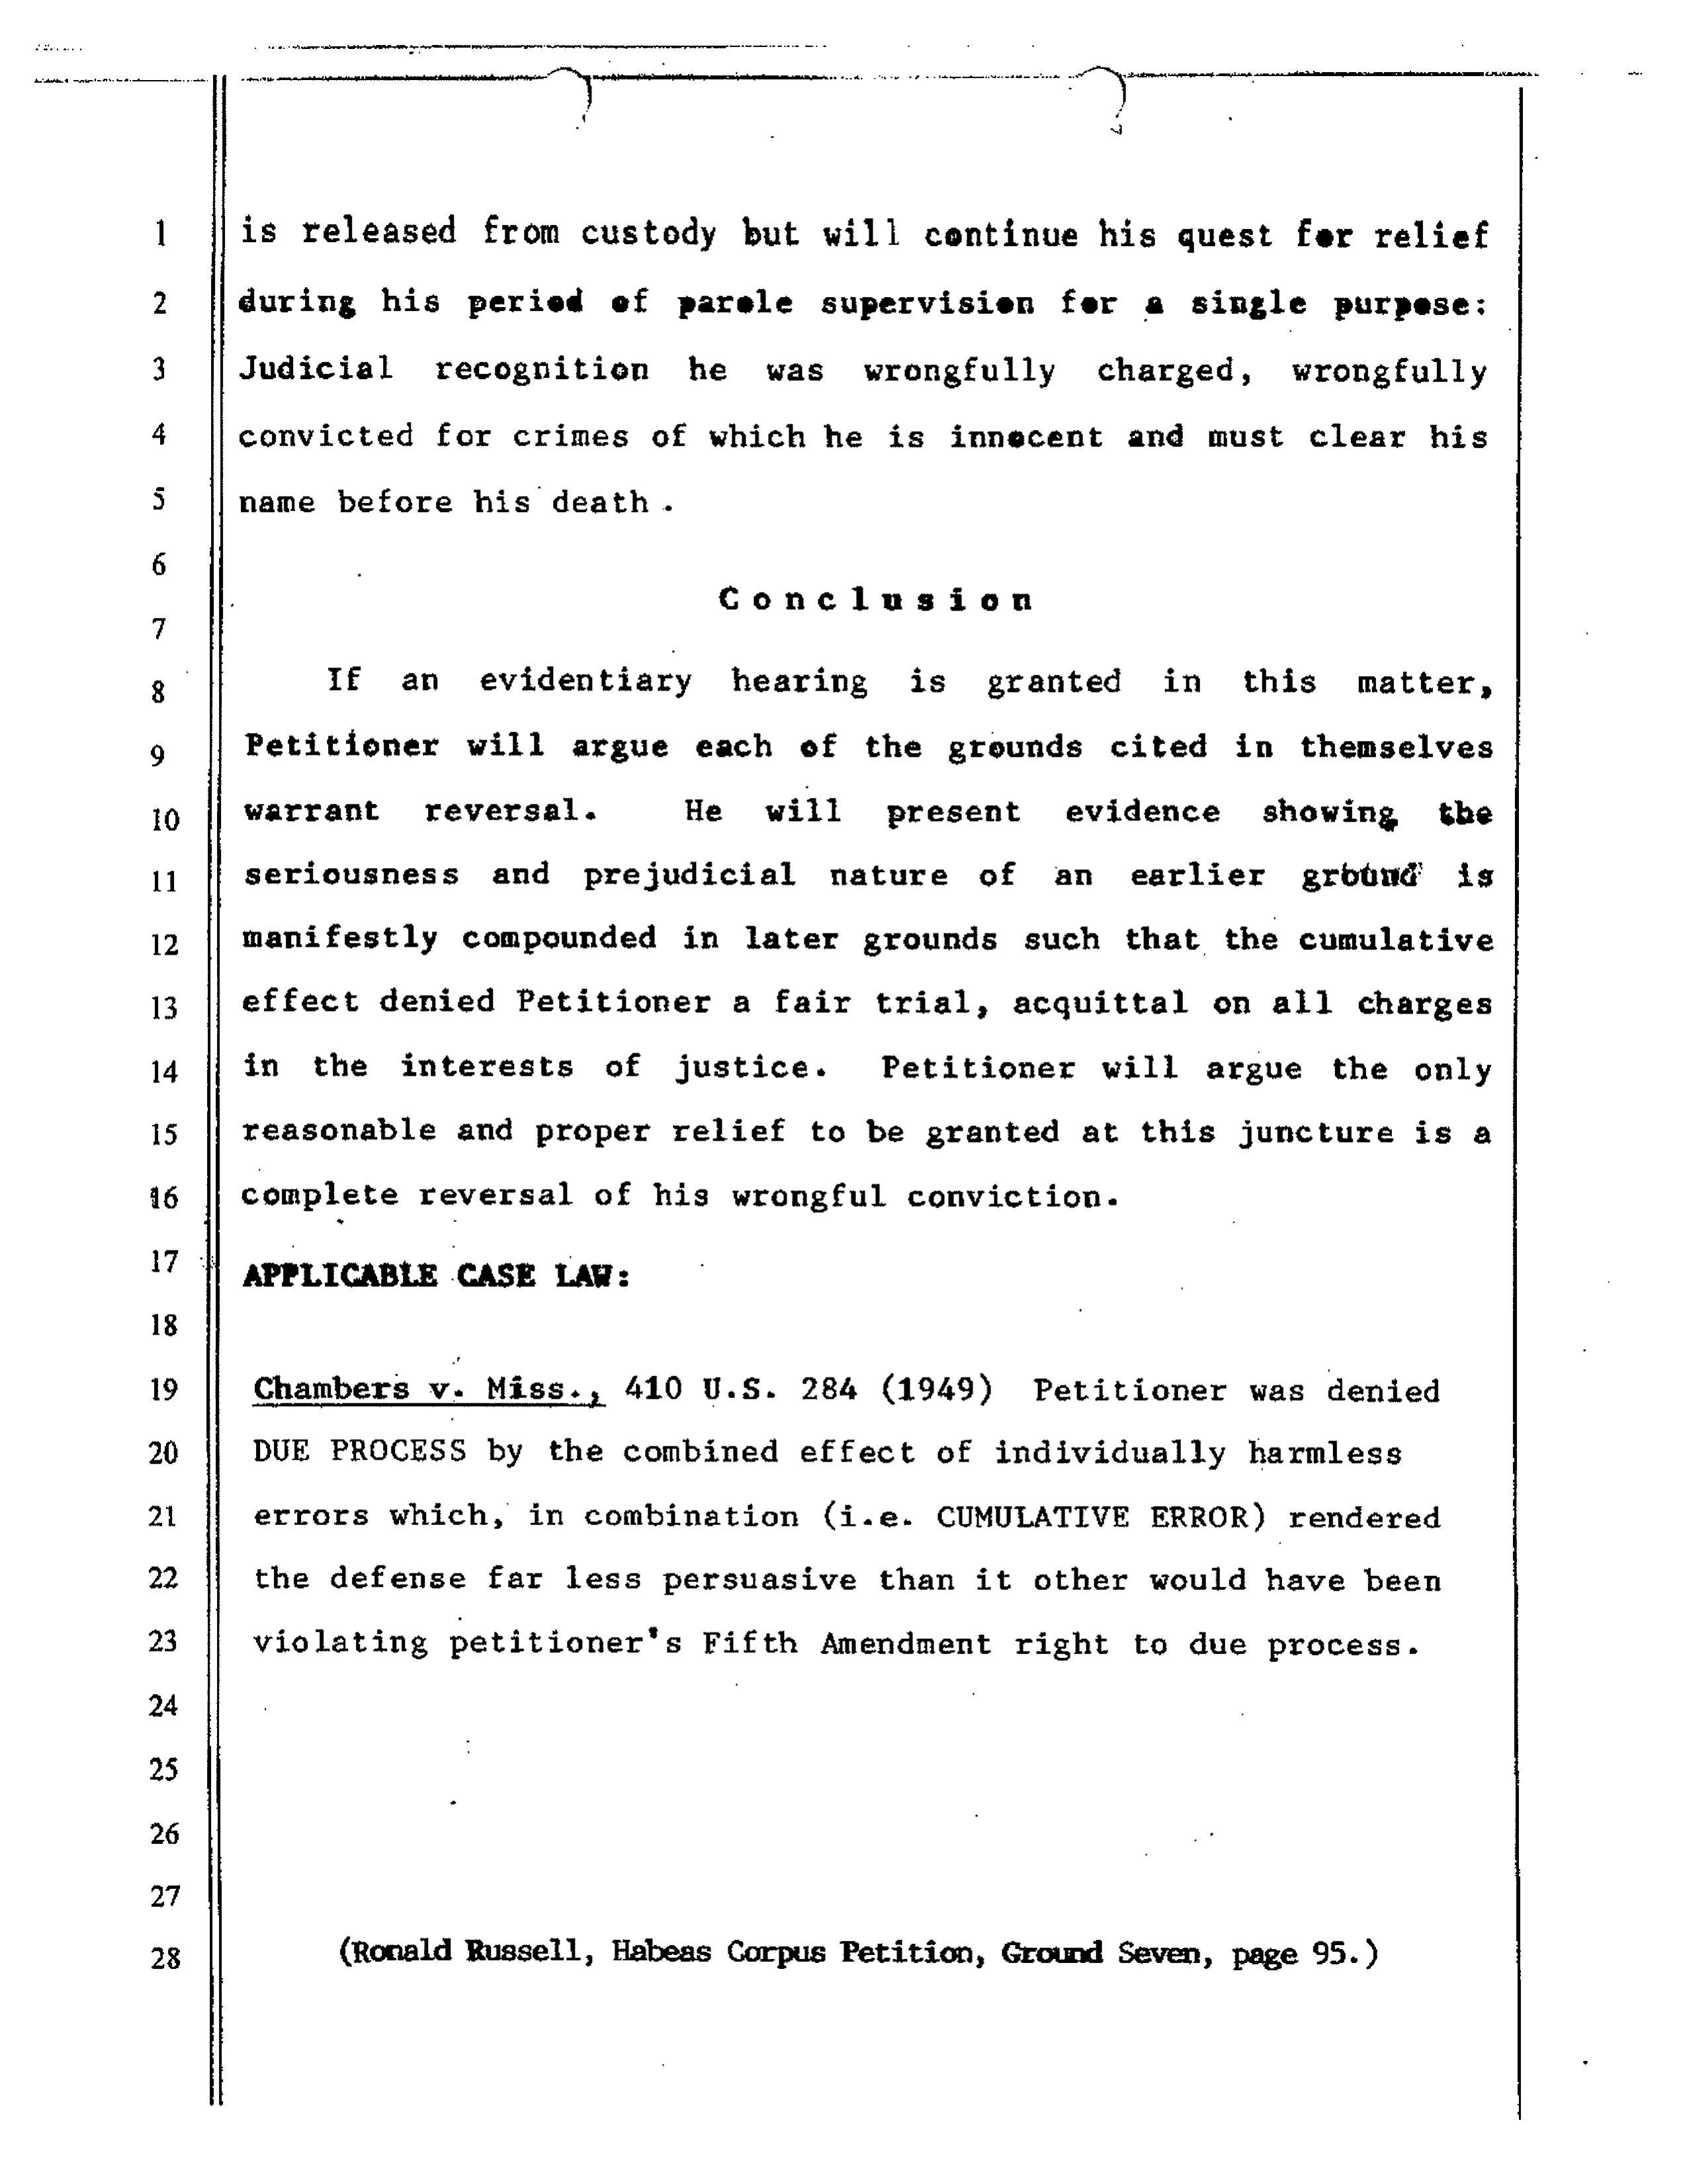 1 is released from custody but will continue his quest for relief
2 during his period of parole supervision for a single purpose:
3 Judicial recognition he was wrongfully charged, wrongfully
4 convicted for crimes of which he is innocent and must clear his
5 name before his death.
6
Conclusion
7
8 If an evidentiary hearing is granted in this matter,
9 Petitioner will argue each of the grounds cited in themselves
10 warrant reversal. He will present evidence showing the
11 seriousness and prejudicial nature of an earlier ground is
12 manifestly compounded in later grounds such that the cumulative
13 effect denied Petitioner a fair trial, acquittal on all charges
14 in the interests of justice. Petitioner will argue the only
15 reasonable and proper relief to be granted at this juncture is a
16 complete reversal of his wrongful conviction.
17 APPLICABLE CASE LAW:
18
19 Chambers v. Miss., 410 U.S. 284 (1949) Petitioner was denied
20 DUE PROCESS by the combined effect of individually harmless
21 errors which, in combination (i.e. CUMULATIVE ERROR) rendered
22 the defense far less persuasive than it other would have been
23 violating petitioner's Fifth Amendment right to due process.
24
25
26
27
28 (Ronald Russell, Habeas Corpus Petition, Ground Seven, page 95.)